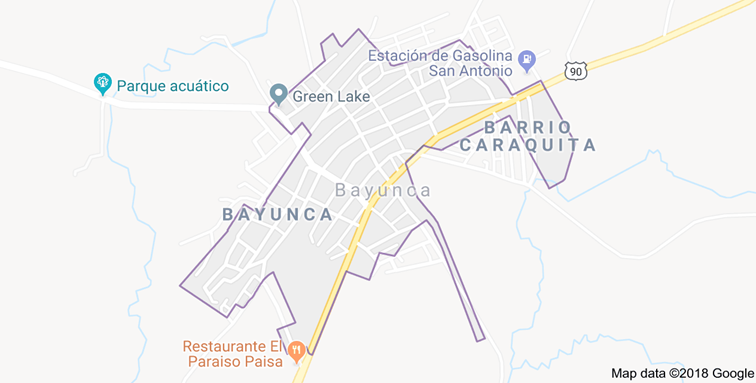 Estación de Gasolina
San Antonio
90
Parque acuático
Green Lake
BARRIO
CARAQUITA
Bayunca
BAYUNCA
Restaurante El
Paraiso Paisa
Map data ©2018 Google